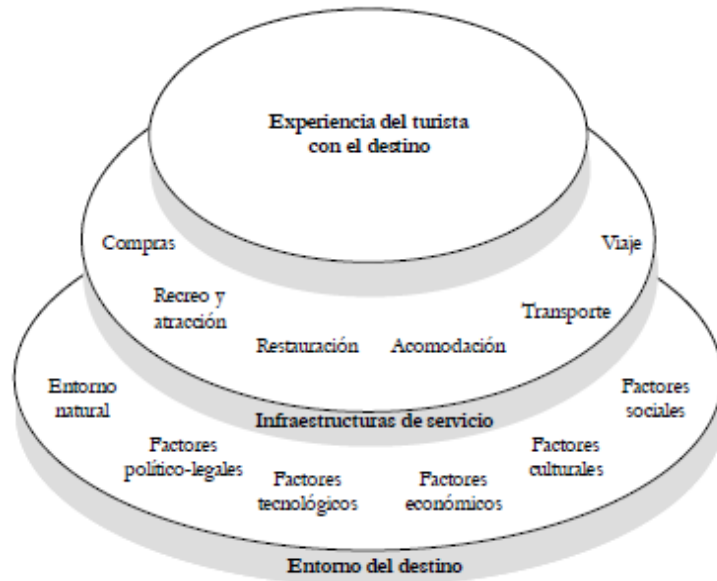 Experiencia del turista
con el destino
Compras
Viaje
Recreo y
atracción
Transporte
Restauración
Acomodación
Infraestructuras de servicio
Entorno
natural
Factores
sociales
Factores
político-legales
Factores
culturales
Factores
tecnológicos
Factores
económicos
Entorno del destino